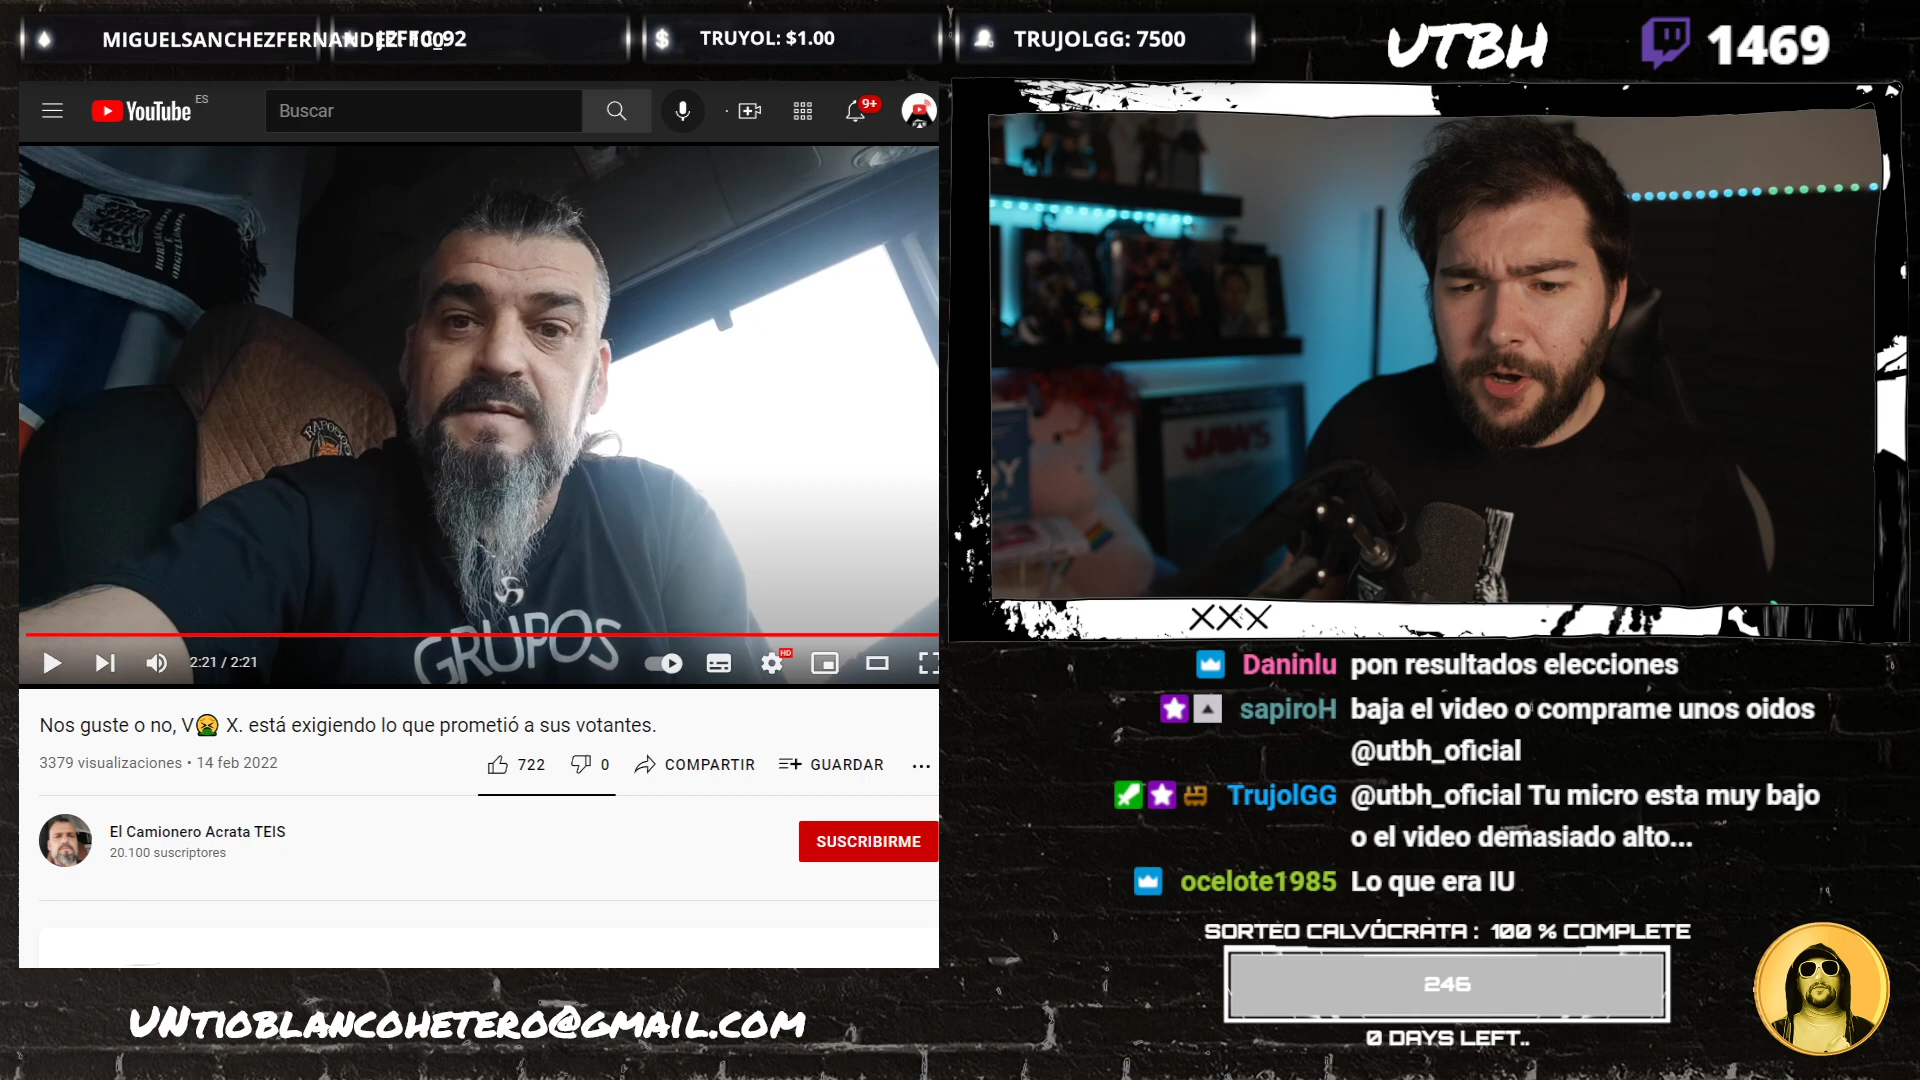 MIGUELSANCHEZFERNANDEZ: 100
TRUYOL: $1.00
TRUJOLGG: 7500
UTBH
1469
YouTube ES
Buscar
9+
RAPOSO
JAWS
GRUPOS
XXX
2:21 / 2:21
HD
Nos guste o no, V🤮 X. está exigiendo lo que prometió a sus votantes.
3379 visualizaciones • 14 feb 2022
722
0
COMPARTIR
GUARDAR
El Camionero Acrata TEIS
20.100 suscriptores
SUSCRIBIRME
Daninlu pon resultados elecciones
sapiroH baja el video o comprame unos oidos
@utbh_oficial
TrujolGG @utbh_oficial Tu micro esta muy bajo
o el video demasiado alto...
ocelote1985 Lo que era IU
SORTEO CALVÓCRATA : 100 % COMPLETE
246
0 DAYS LEFT..
UNTIOBLANCOHETERO@GMAIL.COM